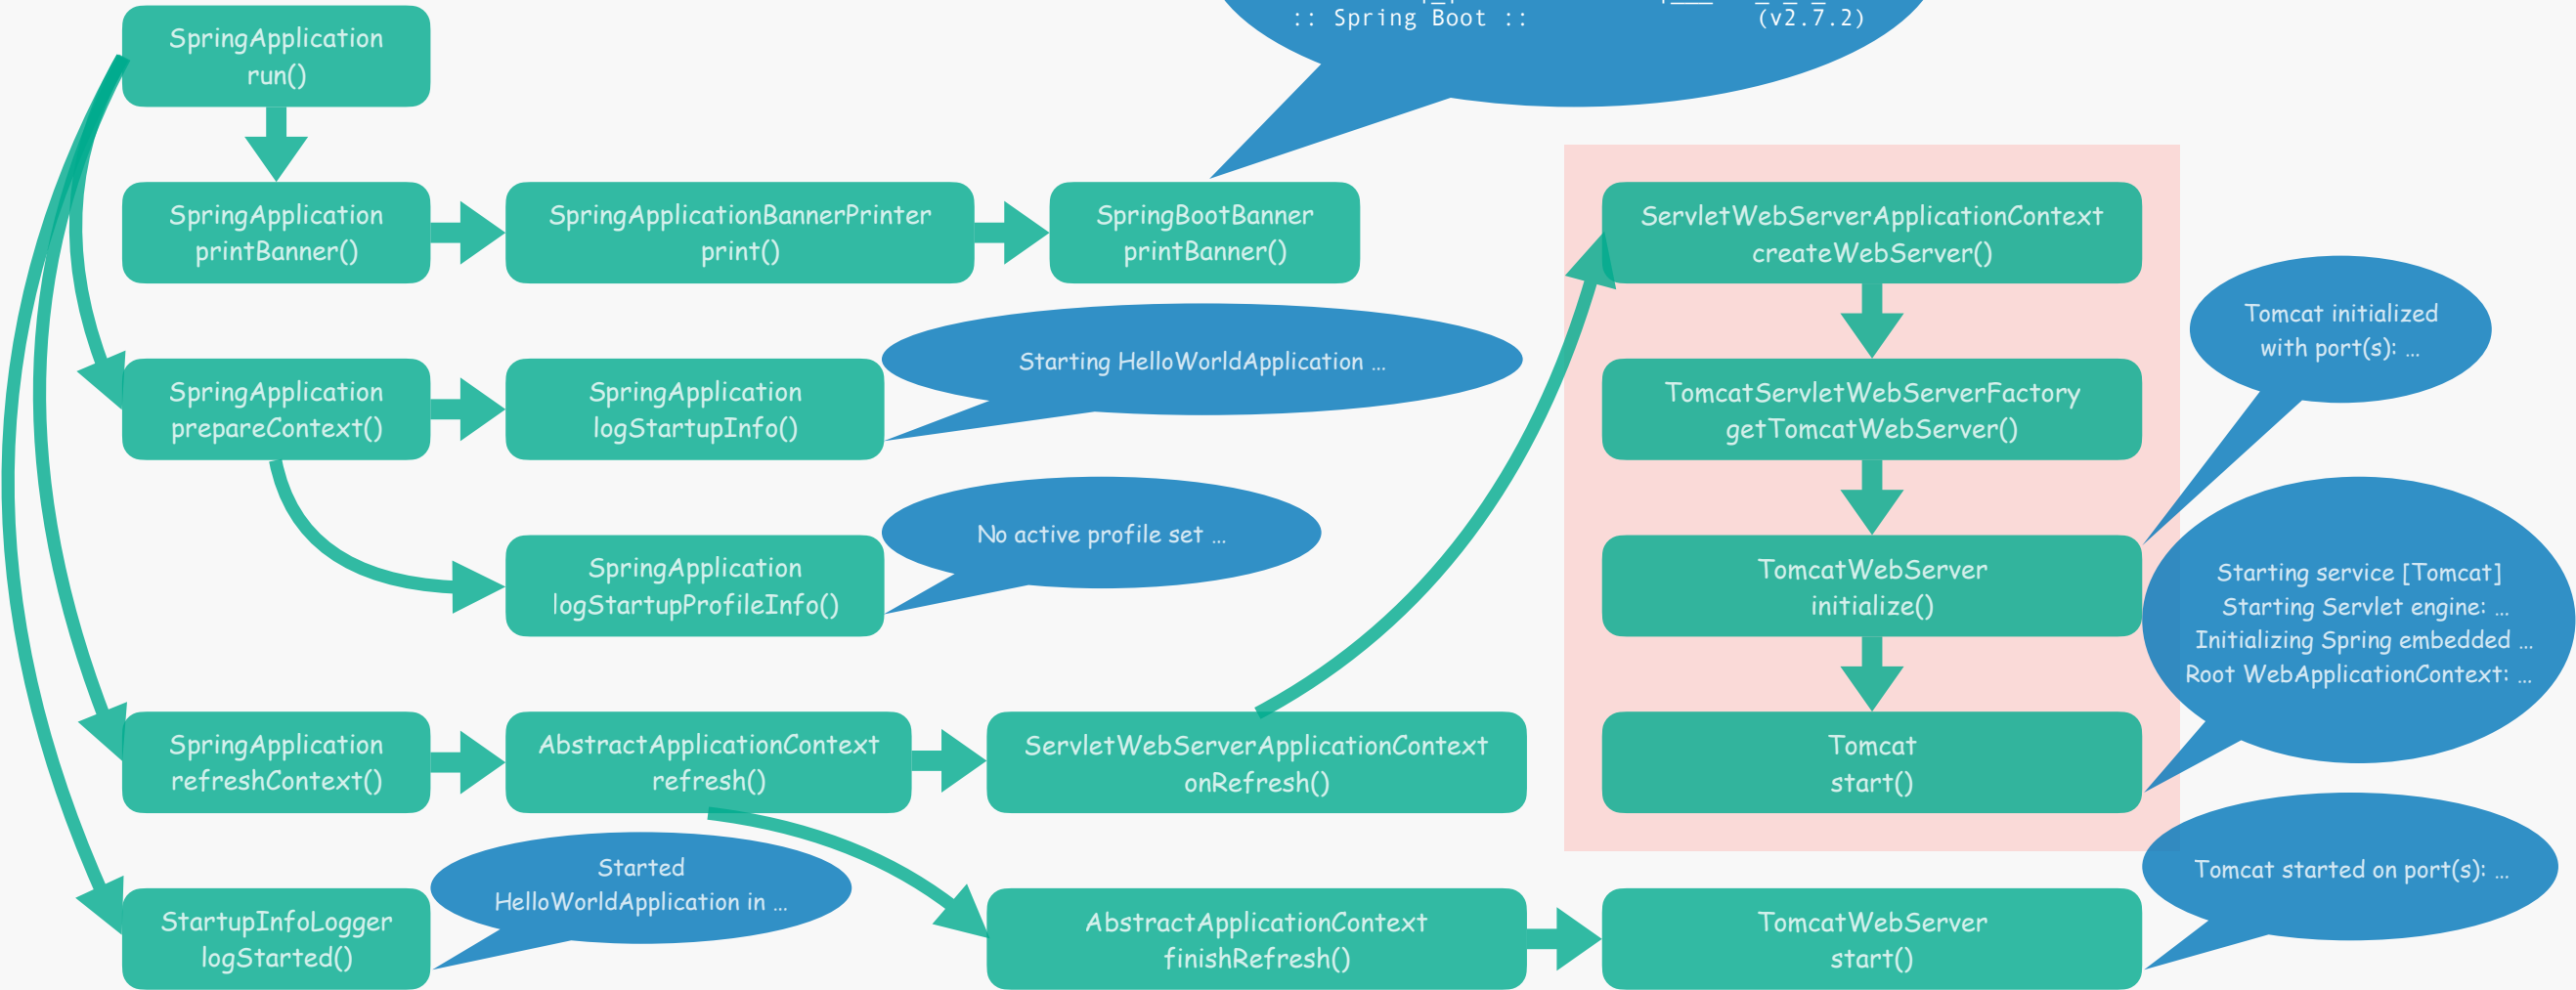 :: Spring Boot :: (v2.7.2)
SpringApplication
run()
SpringApplication
printBanner()
SpringApplicationBannerPrinter
print()
SpringBootBanner
printBanner()
ServletWebServerApplicationContext
createWebServer()
Tomcat initialized
with port(s): ...
Starting HelloWorldApplication ...
SpringApplication
prepareContext()
SpringApplication
logStartupInfo()
TomcatServletWebServerFactory
getTomcatWebServer()
No active profile set ...
SpringApplication
logStartupProfileInfo()
TomcatWebServer
initialize()
Starting service [Tomcat]
Starting Servlet engine: ...
Initializing Spring embedded ...
Root WebApplicationContext: ...
SpringApplication
refreshContext()
AbstractApplicationContext
refresh()
ServletWebServerApplicationContext
onRefresh()
Tomcat
start()
Started
HelloWorldApplication in ...
Tomcat started on port(s): ...
StartupInfoLogger
logStarted()
AbstractApplicationContext
finishRefresh()
TomcatWebServer
start()